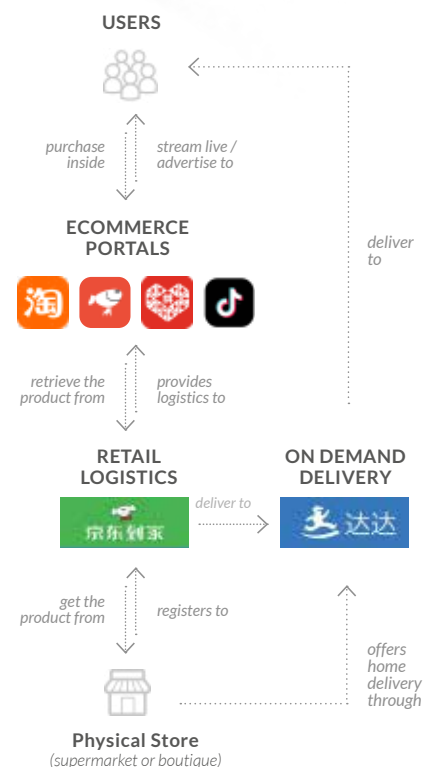 USERS
purchase
inside
stream live /
advertise to
ECOMMERCE
PORTALS
淘
deliver
to
retrieve the
product from
provides
logistics to
RETAIL
LOGISTICS
ON DEMAND
DELIVERY
deliver to
京东到家
达达
get the
product from
registers to
offers
home
delivery
through
Physical Store
(supermarket or boutique)